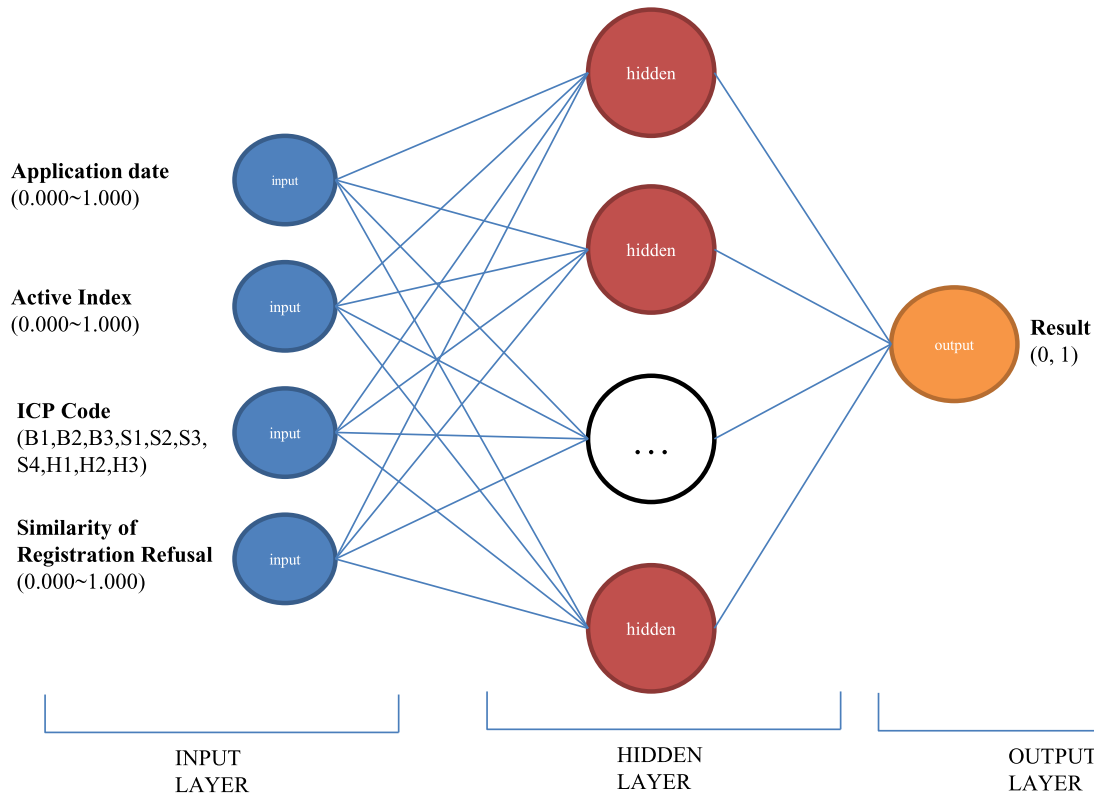 hidden
Application date
(0.000~1.000)
input
hidden
Active Index
(0.000~1.000)
input
output
Result
(0, 1)
ICP Code
(B1,B2,B3,S1,S2,S3,
S4,H1,H2,H3)
input
...
Similarity of
Registration Refusal
(0.000~1.000)
input
hidden
INPUT
LAYER
HIDDEN
LAYER
OUTPUT
LAYER